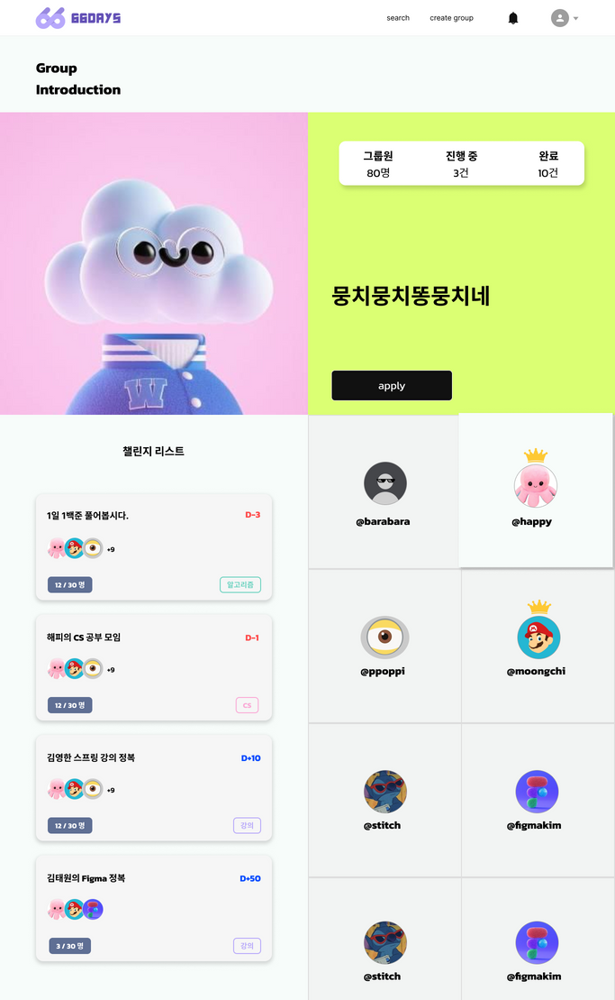 66DAYS
search
create group
Group
Introduction
그룹원
진행 중
완료
80명
3건
10건
뭉치뭉치똥뭉치네
apply
W
챌린지 리스트
1일 1백준 풀어봅시다.
D-3
+9
12 / 30 명
알고리즘
해피의 CS 공부 모임
D-1
+9
12 / 30 명
CS
김영한 스프링 강의 정복
D+10
+9
12 / 30 명
강의
김태원의 Figma 정복
D+50
3 / 30 명
강의
@barabara
@happy
@ppoppi
M
@moongchi
@stitch
@figmakim
@stitch
@figmakim